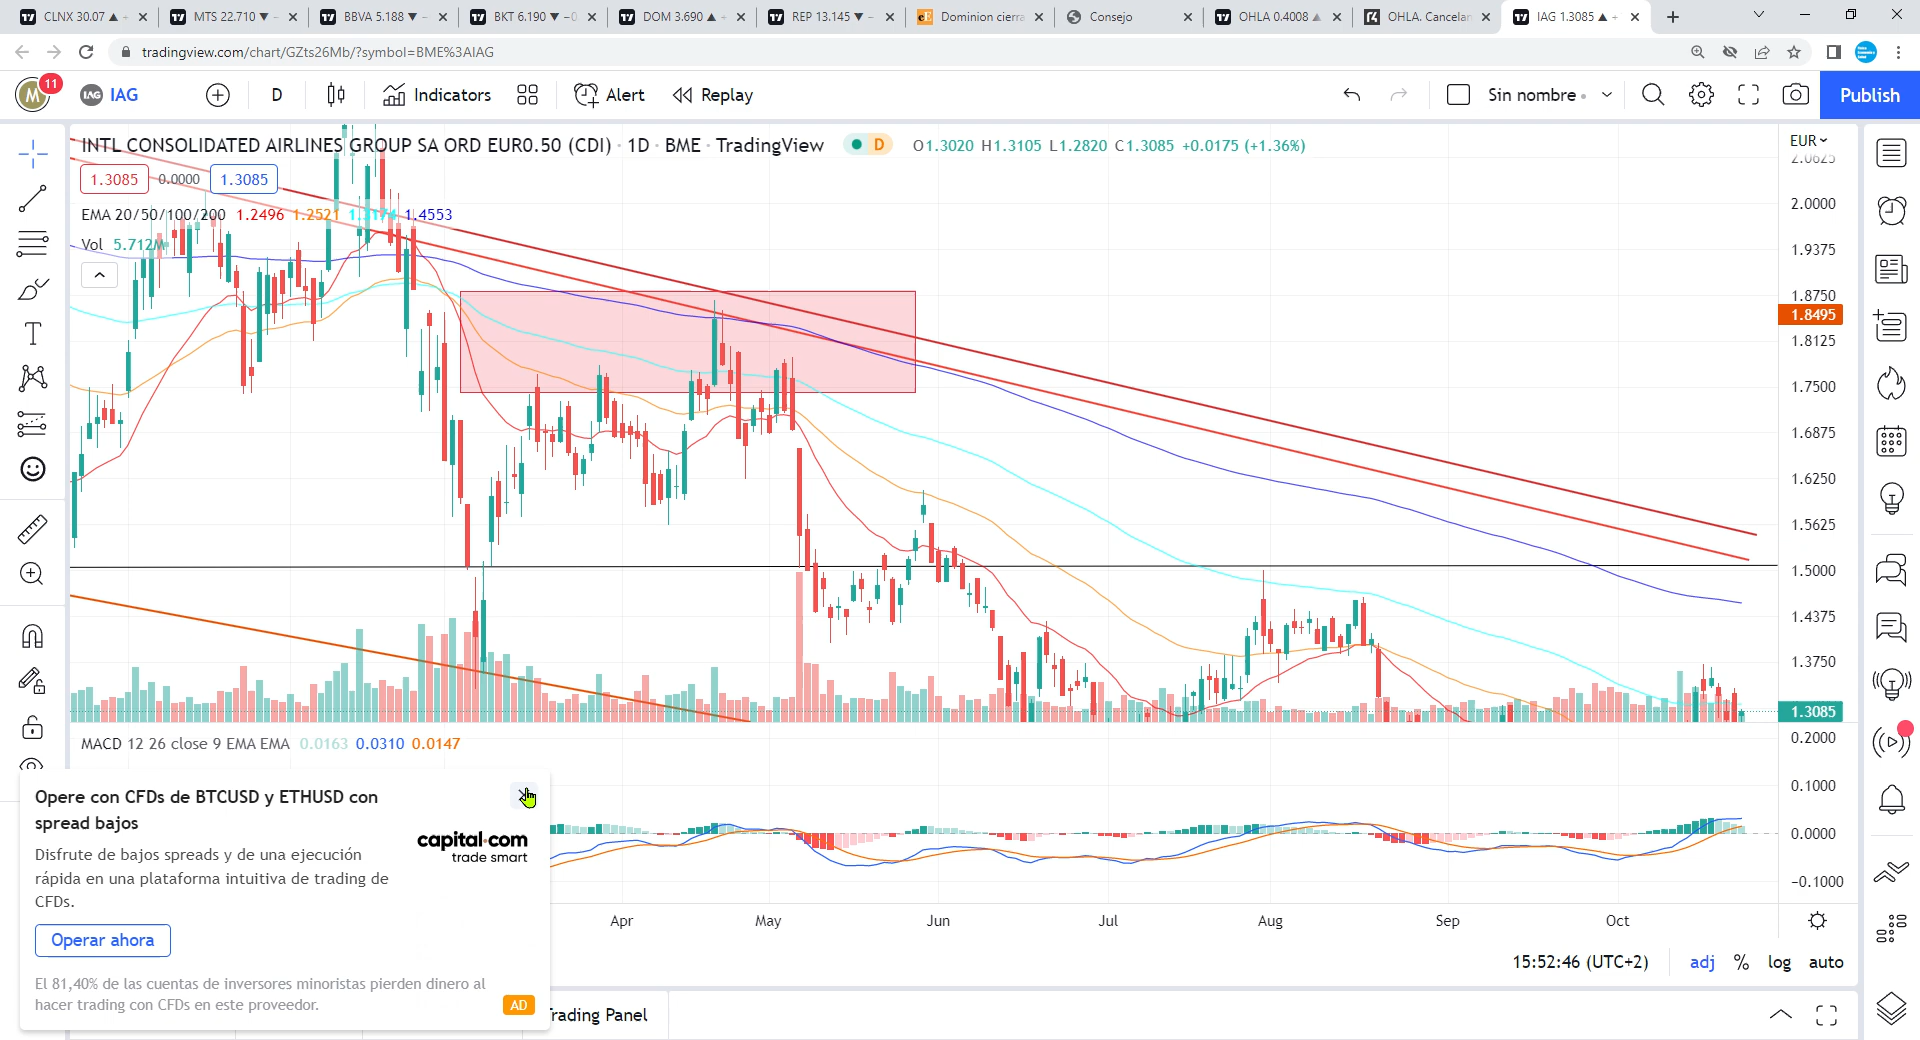 CLNX 30.07 ▲
MTS 22.710 ▼ −
BBVA 5.188 ▼ −
BKT 6.190 ▼ −0
DOM 3.690 ▲ +
REP 13.145 ▼ −
Dominion cierra
Consejo
OHLA 0.4008 ▲
OHLA. Cancelan
IAG 1.3085 ▲ +
tradingview.com/chart/GZts26Mb/?symbol=BME%3AIAG
M 11 IAG IAG D Indicators Alert Replay Sin nombre Publish
INTL CONSOLIDATED AIRLINES GROUP SA ORD EUR0.50 (CDI) · 1D · BME · TradingView D O1.3020 H1.3105 L1.2820 C1.3085 +0.0175 (+1.36%)
EUR
1.3085 0.0000 1.3085
EMA 20/50/100/200 1.2496 1.2521 1.4553
Vol 5.712M
2.0625
2.0000
1.9375
1.8750
1.8495
1.8125
1.7500
1.6875
1.6250
1.5625
1.5000
1.4375
1.3750
1.3085
MACD 12 26 close 9 EMA EMA 0.0163 0.0310 0.0147
0.2000
0.1000
0.0000
−0.1000
Opere con CFDs de BTCUSD y ETHUSD con
spread bajos
capital.com
trade smart
Disfrute de bajos spreads y de una ejecución
rápida en una plataforma intuitiva de trading de
CFDs.
Operar ahora
El 81,40% de las cuentas de inversores minoristas pierden dinero al
hacer trading con CFDs en este proveedor.
AD
Apr May Jun Jul Aug Sep Oct
15:52:46 (UTC+2) adj % log auto
Trading Panel